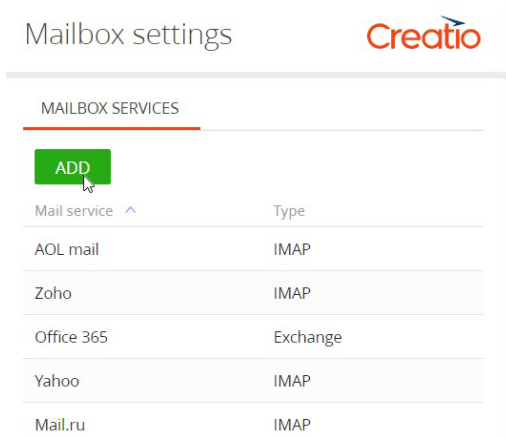 Mailbox settings Creatio
MAILBOX SERVICES
ADD
Mail service Type
AOL mail IMAP
Zoho IMAP
Office 365 Exchange
Yahoo IMAP
Mail.ru IMAP